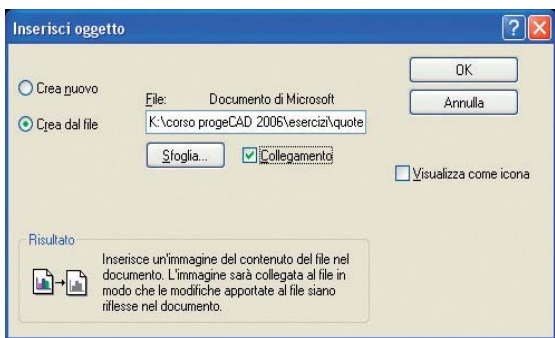 Inserisci oggetto
Crea nuovo
Crea dal file
File: Documento di Microsoft
K:\corso progeCAD 2006\esercizi\quote
Sfoglia...
Collegamento
OK
Annulla
Visualizza come icona
Risultato
Inserisce un'immagine del contenuto del file nel
documento. L'immagine sarà collegata al file in
modo che le modifiche apportate al file siano
riflesse nel documento.